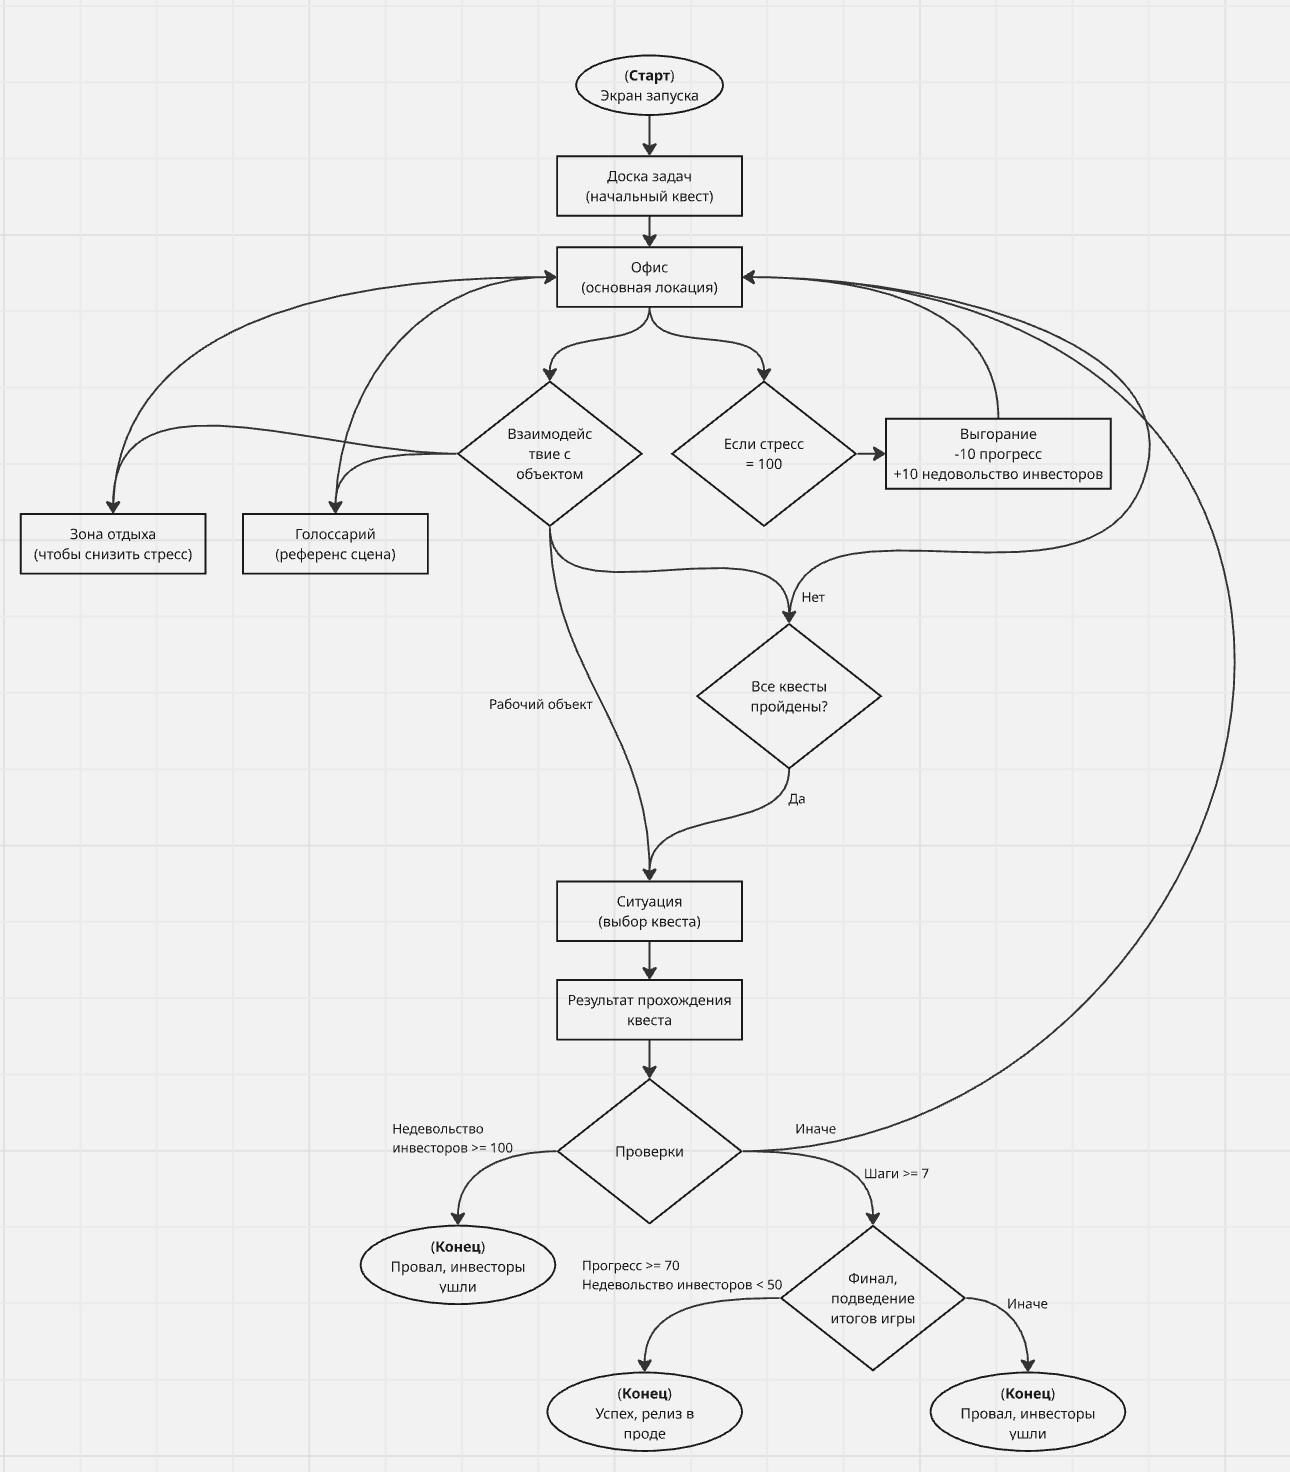 (Старт)
Экран запуска
Доска задач
(начальный квест)
Офис
(основная локация)
Взаимодейс
твие с
объектом
Если стресс
= 100
Выгорание
-10 прогресс
+10 недовольство инвесторов
Зона отдыха
(чтобы снизить стресс)
Голоссарий
(референс сцена)
Нет
Все квесты
пройдены?
Рабочий объект
Да
Ситуация
(выбор квеста)
Результат прохождения
квеста
Проверки
Недевольство
инвесторов >= 100
Иначе
Шаги >= 7
(Конец)
Провал, инвесторы
ушли
Прогресс >= 70
Недевольство инвесторов < 50
Финал,
подведение
итогов игры
Иначе
(Конец)
Успех, релиз в
проде
(Конец)
Провал, инвесторы
ушли